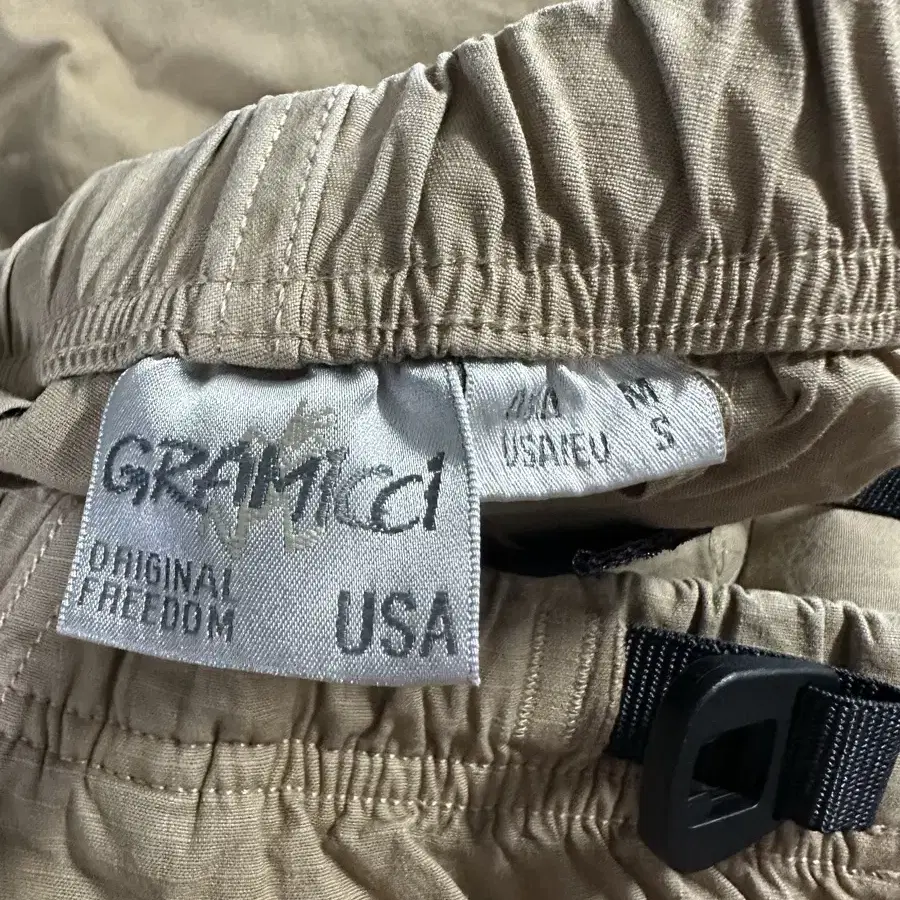 GRAMICCI
ORIGINAL
FREEDOM
USA
M
USA/EU S